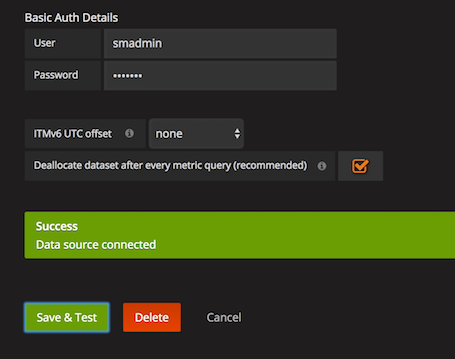 Basic Auth Details
User smadmin
Password •••••••
ITMv6 UTC offset none
Deallocate dataset after every metric query (recommended)
Success
Data source connected
Save & Test Delete Cancel